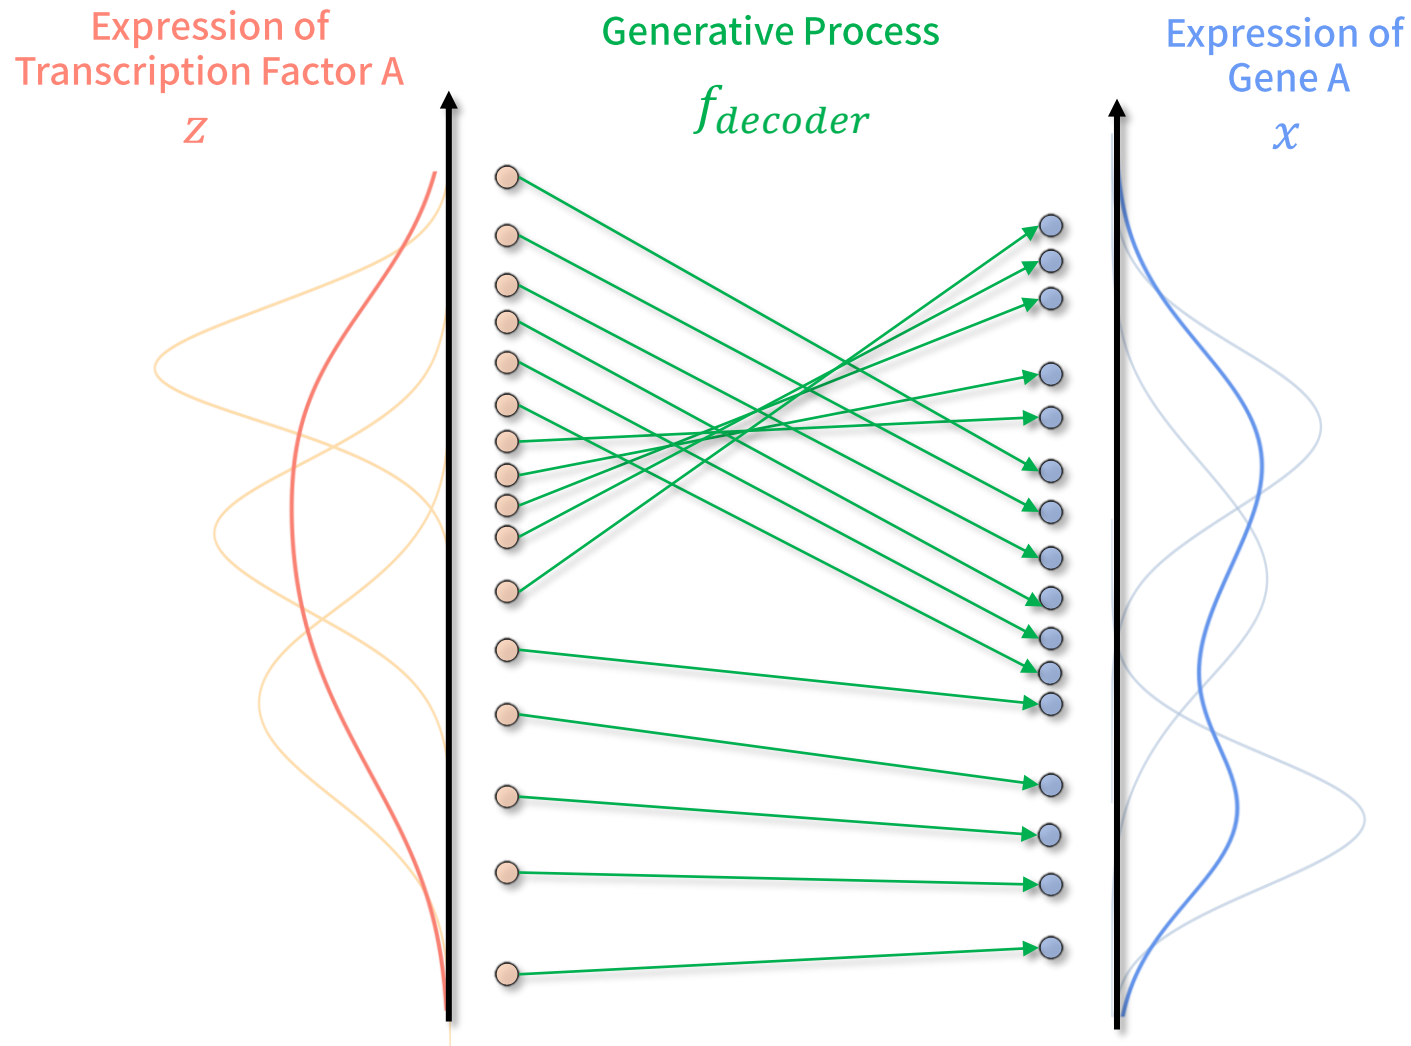 Expression of
Transcription Factor A
z
Generative Process
f_decoder
Expression of
Gene A
x